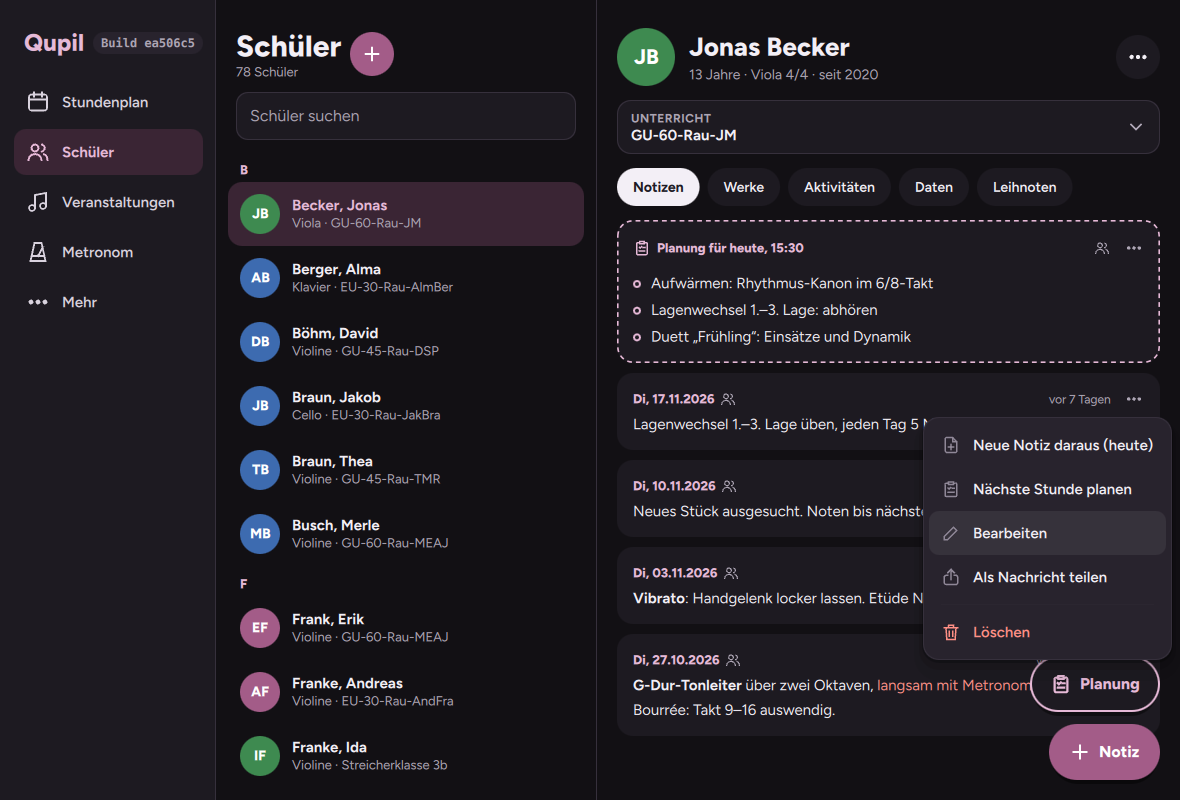 Qupil
Build ea506c5
Stundenplan
Schüler
Veranstaltungen
Metronom
Mehr
Schüler
78 Schüler
Schüler suchen
B
JB
Becker, Jonas
Viola · GU-60-Rau-JM
AB
Berger, Alma
Klavier · EU-30-Rau-AlmBer
DB
Böhm, David
Violine · GU-45-Rau-DSP
JB
Braun, Jakob
Cello · EU-30-Rau-JakBra
TB
Braun, Thea
Violine · GU-45-Rau-TMR
MB
Busch, Merle
Violine · GU-60-Rau-MEAJ
F
EF
Frank, Erik
Violine · GU-60-Rau-MEAJ
AF
Franke, Andreas
Violine · EU-30-Rau-AndFra
IF
Franke, Ida
Violine · Streicherklasse 3b
JB
Jonas Becker
13 Jahre · Viola 4/4 · seit 2020
UNTERRICHT
GU-60-Rau-JM
Notizen Werke Aktivitäten Daten Leihnoten
Planung für heute, 15:30
Aufwärmen: Rhythmus-Kanon im 6/8-Takt
Lagenwechsel 1.–3. Lage: abhören
Duett „Frühling“: Einsätze und Dynamik
Di, 17.11.2026 vor 7 Tagen
Lagenwechsel 1.–3. Lage üben, jeden Tag 5
Di, 10.11.2026
Neues Stück ausgesucht. Noten bis
Di, 03.11.2026
Vibrato: Handgelenk locker lassen. Etüde
Di, 27.10.2026
G-Dur-Tonleiter über zwei Oktaven, langsam mit Metronom
Bourrée: Takt 9–16 auswendig.
Neue Notiz daraus (heute)
Nächste Stunde planen
Bearbeiten
Als Nachricht teilen
Löschen
Planung
Notiz